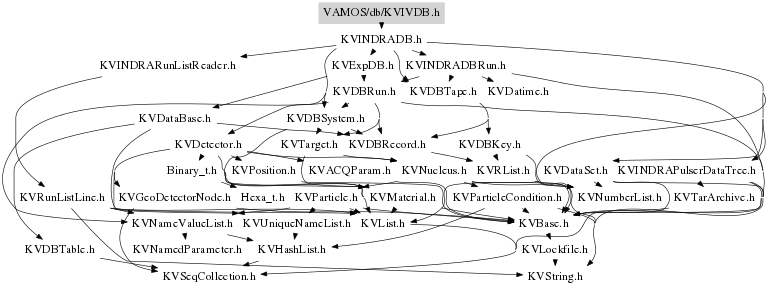 VAMOS/db/KVIVDB.h
KVINDRADB.h
KVINDRARunListReader.h
KVExpDB.h
KVINDRADBRun.h
KVDBRun.h
KVDBTape.h
KVDatime.h
KVDataBase.h
KVDBSystem.h
KVDetector.h
KVTarget.h
KVDBRecord.h
KVDBKey.h
Binary_t.h
KVPosition.h
KVACQParam.h
KVNucleus.h
KVRList.h
KVDataSet.h
KVINDRAPulserDataTree.h
KVRunListLine.h
KVGeoDetectorNode.h
Hexa_t.h
KVParticle.h
KVMaterial.h
KVParticleCondition.h
KVNumberList.h
KVTarArchive.h
KVNameValueList.h
KVUniqueNameList.h
KVList.h
KVBase.h
KVDBTable.h
KVNamedParameter.h
KVHashList.h
KVLockfile.h
KVSeqCollection.h
KVString.h